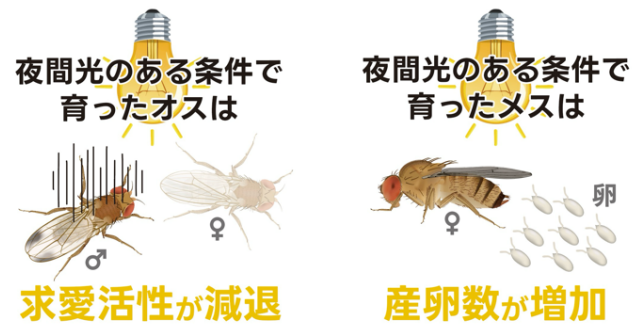 夜間光のある条件で
育ったオスは
♂
♀
求愛活性が減退
夜間光のある条件で
育ったメスは
♀
卵
産卵数が増加